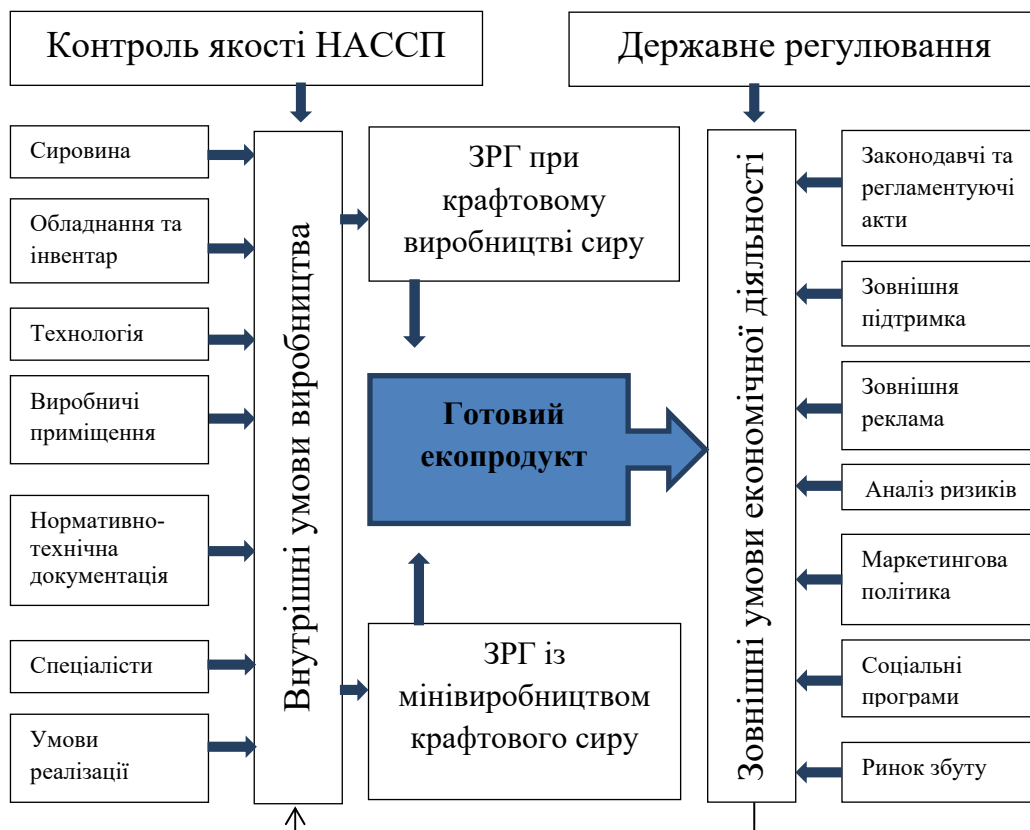 Контроль якості НАССП
Державне регулювання
Сировина
Обладнання та
інвентар
Технологія
Виробничі
приміщення
Нормативно-
технічна
документація
Спеціалісти
Умови
реалізації
Внутрішні умови виробництва
ЗРГ при
крафтовому
виробництві сиру
Готовий
екопродукт
ЗРГ із
мінівиробництвом
крафтового сиру
Зовнішні умови економічної діяльності
Законодавчі та
регламентуючі
акти
Зовнішня
підтримка
Зовнішня
реклама
Аналіз ризиків
Маркетингова
політика
Соціальні
програми
Ринок збуту